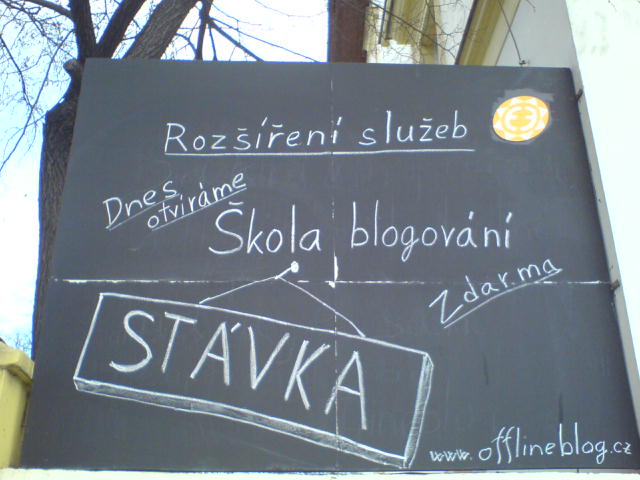 Rozšíření služeb
Dnes
otvíráme
Škola blogování
Zdarma
STÁVKA
www.offlineblog.cz